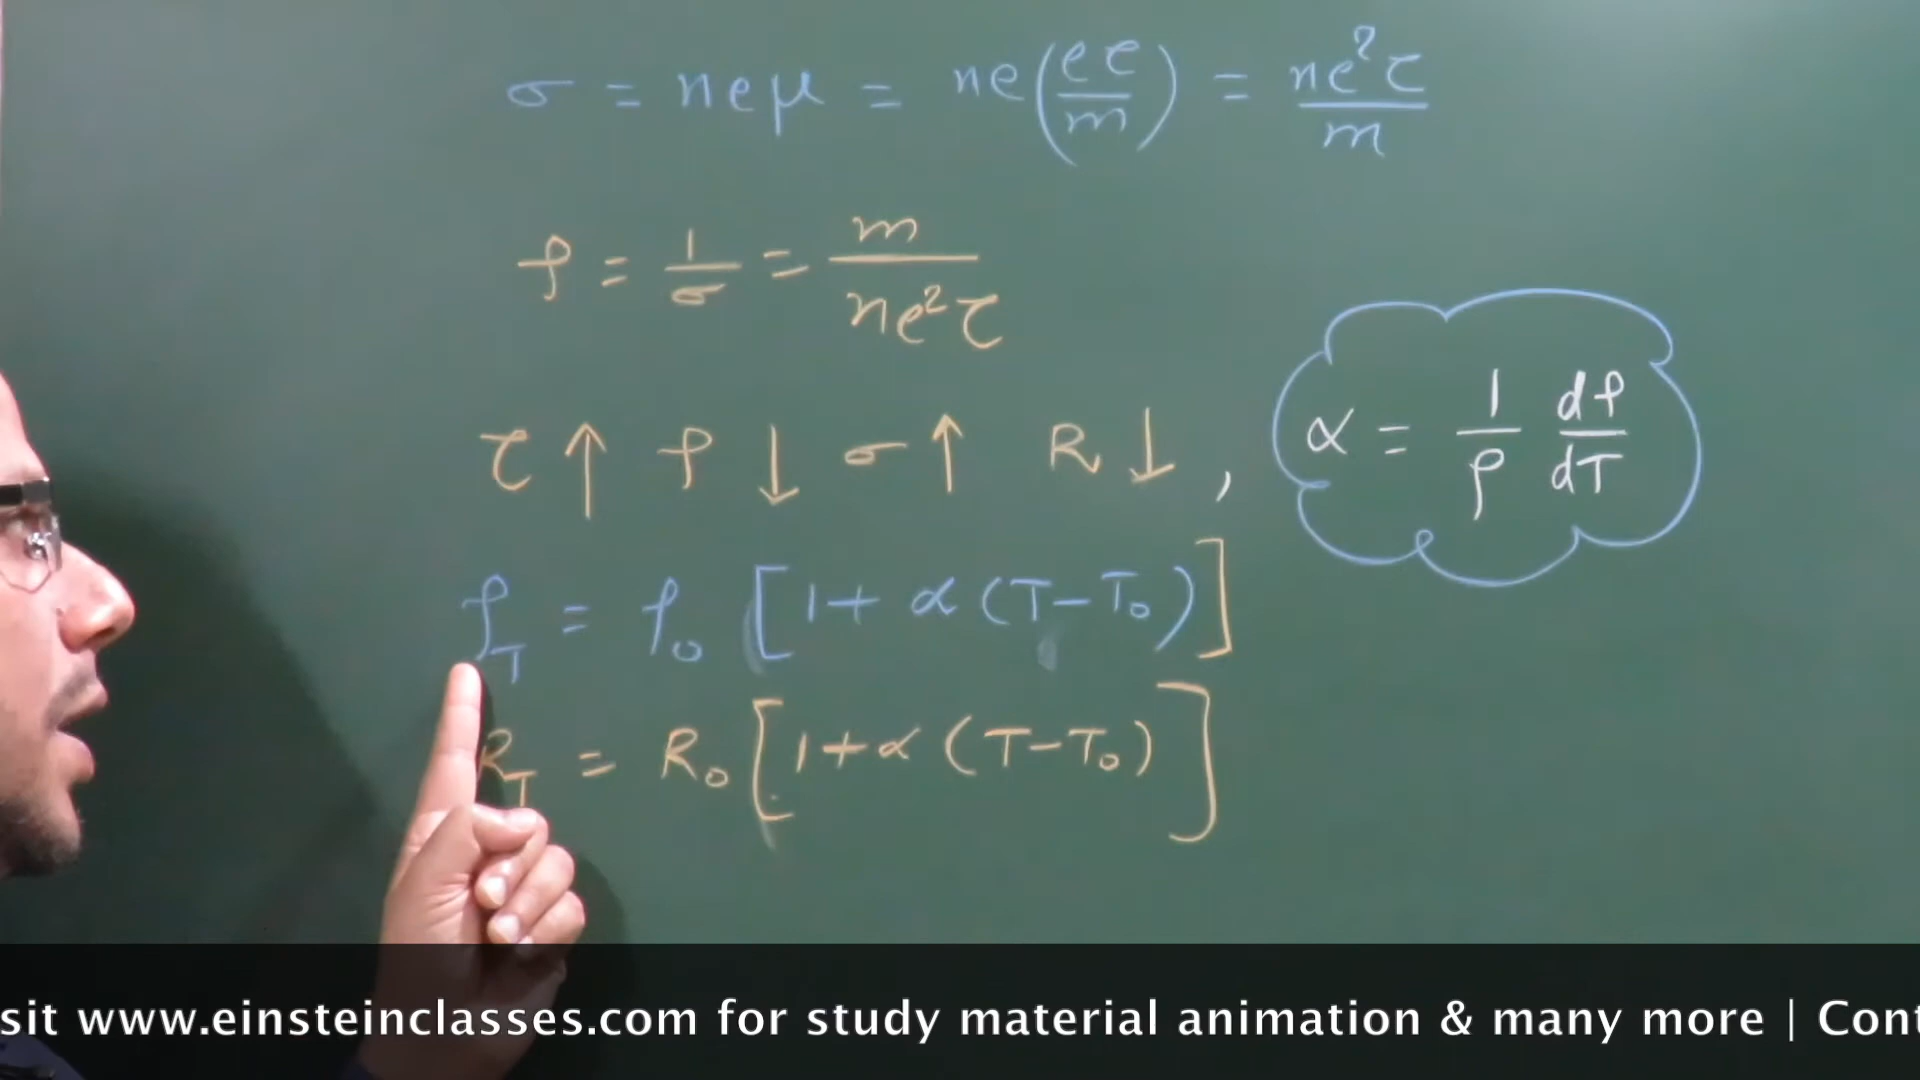 σ = neμ = ne(eτ/m) = ne²τ/m
ρ = 1/σ = m/ne²τ
τ ↑ ρ ↓ σ ↑ R ↓ ,
α = 1/ρ dρ/dT
ρ_T = ρ₀ [1 + α (T - T₀)]
R_T = R₀ [1 + α (T - T₀)]
sit www.einsteinclasses.com for study material animation & many more | Cont